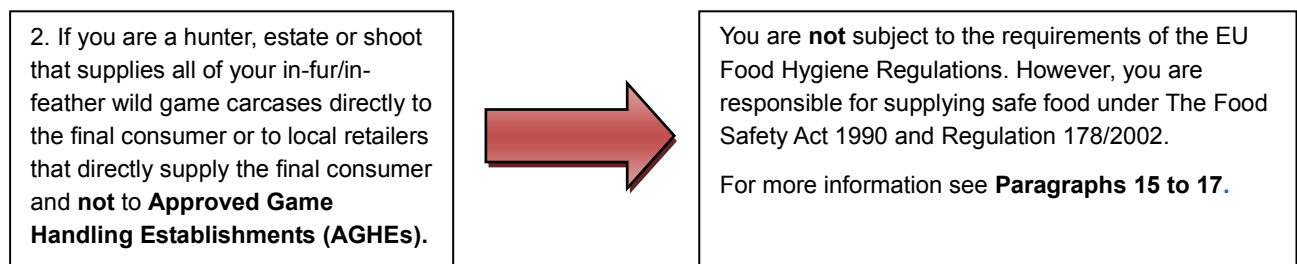 2. If you are a hunter, estate or shoot
that supplies all of your in-fur/in-
feather wild game carcases directly to
the final consumer or to local retailers
that directly supply the final consumer
and not to Approved Game
Handling Establishments (AGHEs).
You are not subject to the requirements of the EU
Food Hygiene Regulations. However, you are
responsible for supplying safe food under The Food
Safety Act 1990 and Regulation 178/2002.
For more information see Paragraphs 15 to 17.